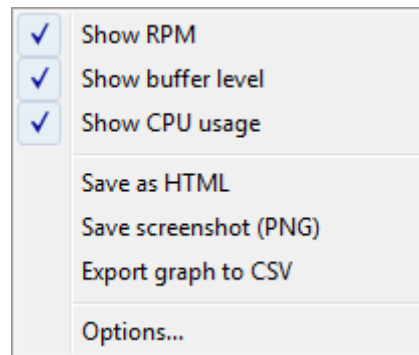 Show RPM
Show buffer level
Show CPU usage
Save as HTML
Save screenshot (PNG)
Export graph to CSV
Options...